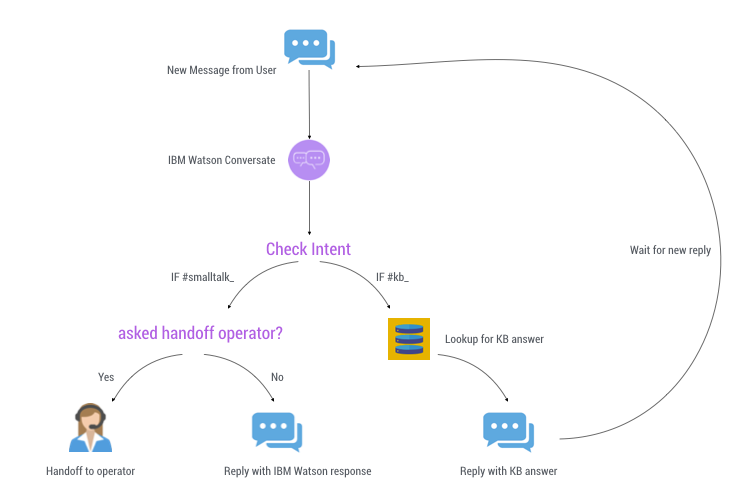 New Message from User
IBM Watson Conversate
Check Intent
Wait for new reply
IF #smalltalk_
IF #kb_
asked handoff operator?
Lookup for KB answer
Yes
No
Handoff to operator
Reply with IBM Watson response
Reply with KB answer